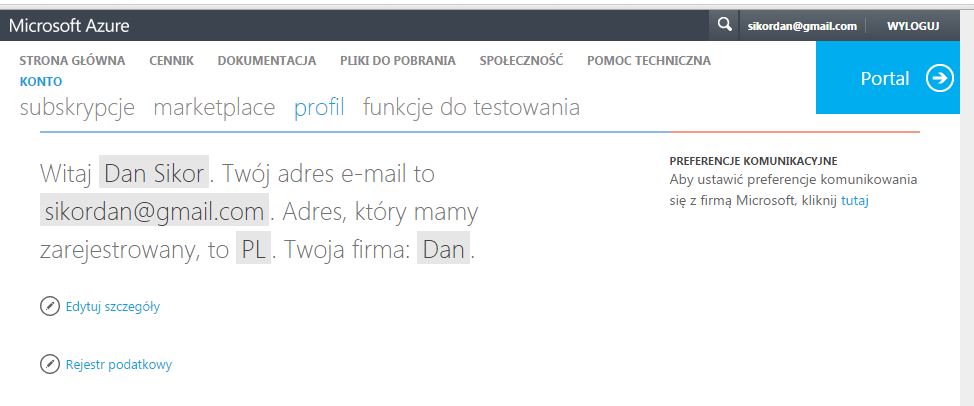 Microsoft Azure
sikordan@gmail.com
WYLOGUJ
STRONA GŁÓWNA CENNIK DOKUMENTACJA PLIKI DO POBRANIA SPOŁECZNOŚĆ POMOC TECHNICZNA
KONTO
Portal
subskrypcje marketplace profil funkcje do testowania
Witaj Dan Sikor. Twój adres e-mail to
sikordan@gmail.com. Adres, który mamy
zarejestrowany, to PL. Twoja firma: Dan.
Edytuj szczegóły
Rejestr podatkowy
PREFERENCJE KOMUNIKACYJNE
Aby ustawić preferencje komunikowania
się z firmą Microsoft, kliknij tutaj